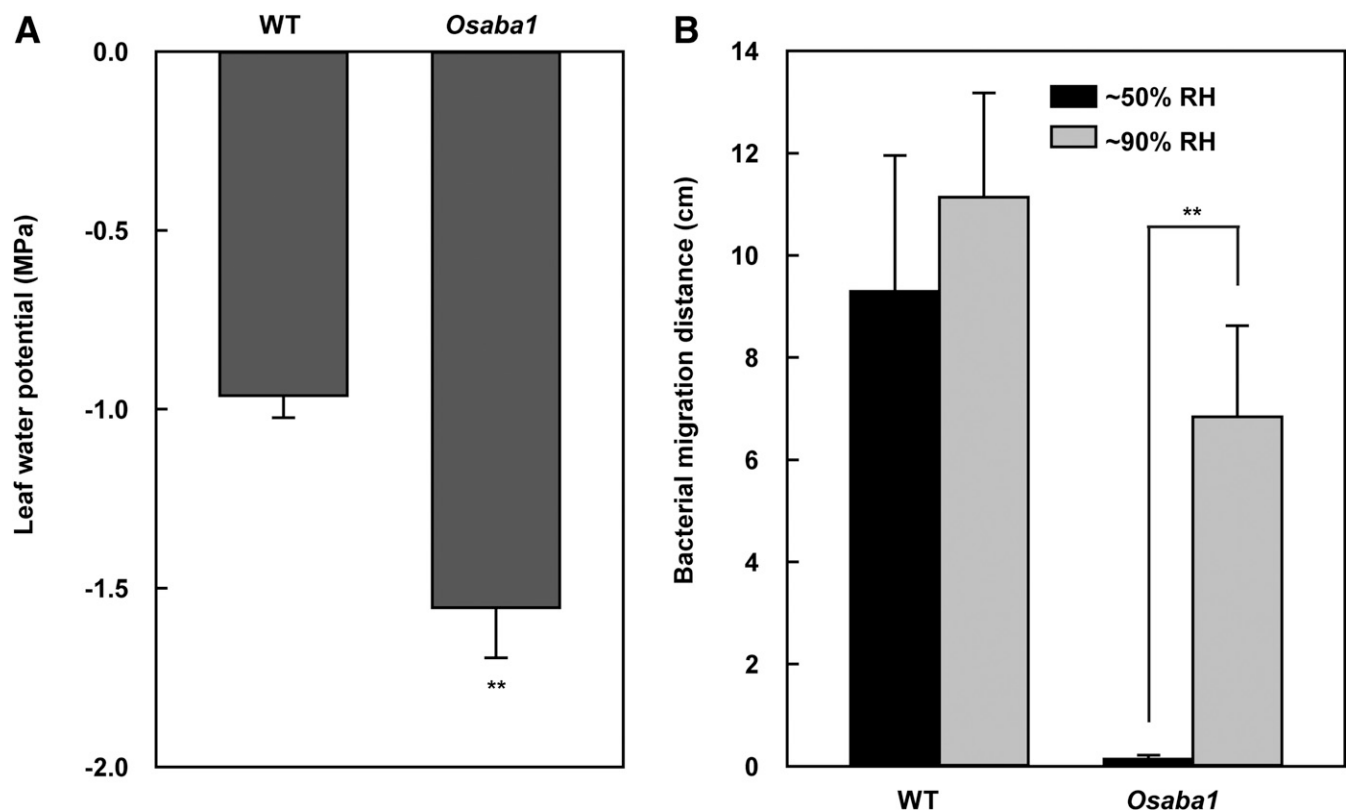 A
WT Osaba1
0.0
-0.5
-1.0
-1.5
-2.0
Leaf water potential (MPa)
**
B
14
12
10
8
6
4
2
0
Bacterial migration distance (cm)
~50% RH
~90% RH
**
WT Osaba1